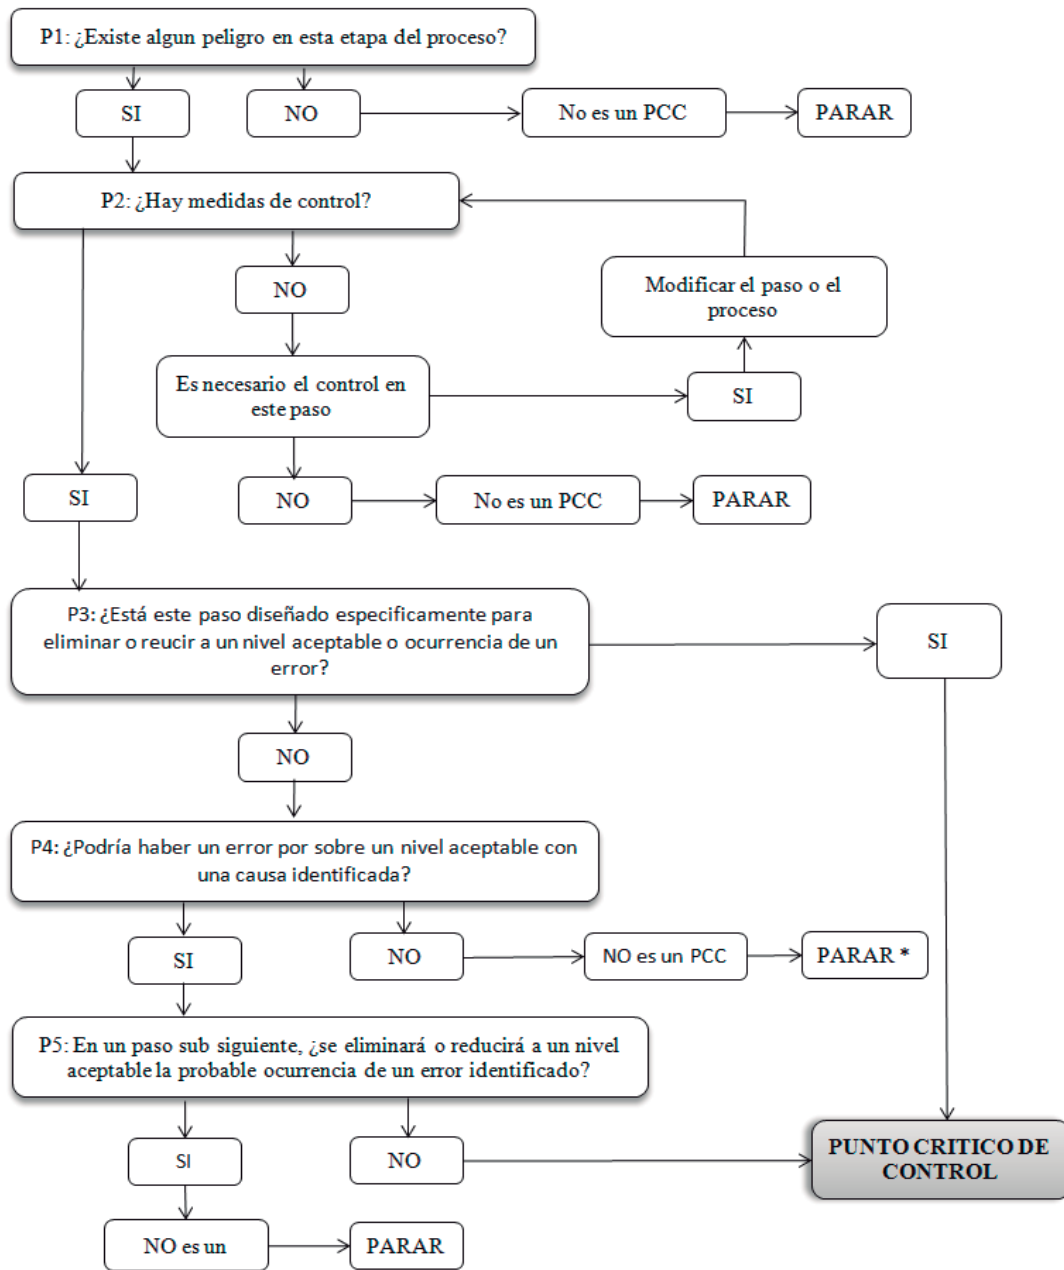 P1: ¿Existe algun peligro en esta etapa del proceso?
SI
NO
No es un PCC
PARAR
P2: ¿Hay medidas de control?
NO
Modificar el paso o el
proceso
Es necesario el control en
este paso
SI
SI
NO
No es un PCC
PARAR
P3: ¿Está este paso diseñado especificamente para
eliminar o reucir a un nivel aceptable o ocurrencia de un
error?
SI
NO
P4: ¿Podría haber un error por sobre un nivel aceptable con
una causa identificada?
SI
NO
NO es un PCC
PARAR *
P5: En un paso sub siguiente, ¿se eliminará o reducirá a un nivel
aceptable la probable ocurrencia de un error identificado?
SI
NO
PUNTO CRITICO DE
CONTROL
NO es un
PARAR